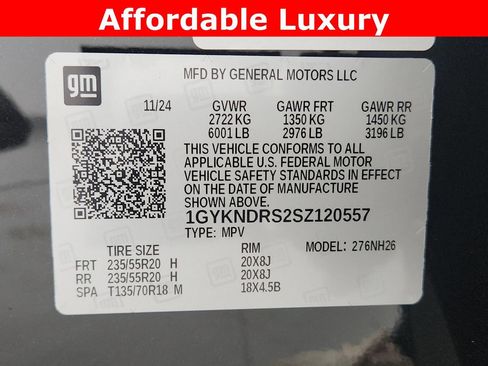 Affordable Luxury
gm
MFD BY GENERAL MOTORS LLC
11/24 GVWR GAWR FRT GAWR RR
2722 KG 1350 KG 1450 KG
6001 LB 2976 LB 3196 LB
THIS VEHICLE CONFORMS TO ALL
APPLICABLE U.S. FEDERAL MOTOR
VEHICLE SAFETY STANDARDS IN
EFFECT ON THE DATE OF MANUFACTURE
SHOWN ABOVE.
1GYKNDRS2SZ120557
TYPE: MPV MODEL: 276NH26
TIRE SIZE RIM
FRT 235/55R20 H 20X8J
RR 235/55R20 H 20X8J
SPA T135/70R18 M 18X4.5B